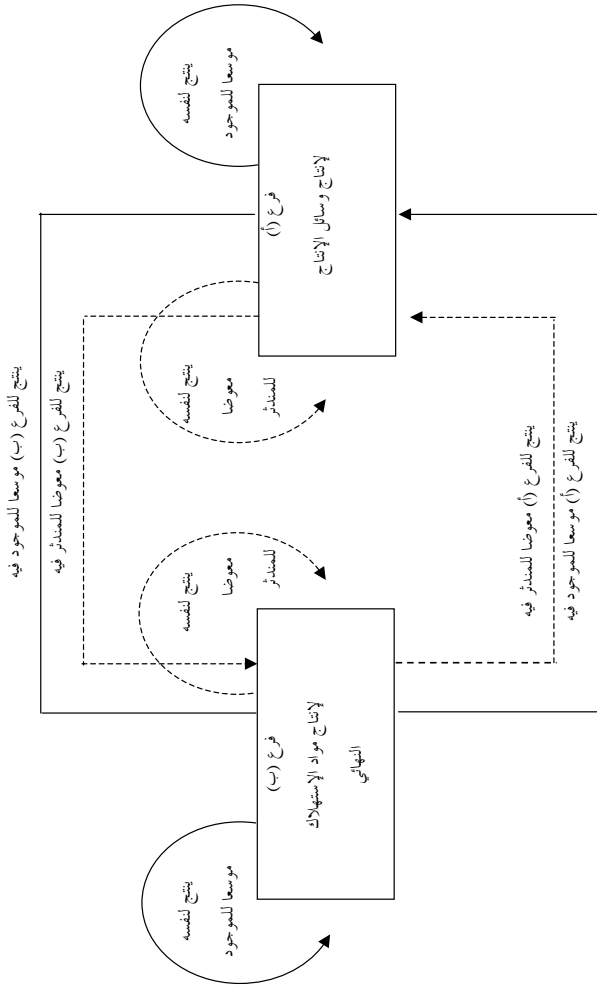 ينتج للفرع (ب) موسعا للموجود فيه
ينتج للفرع (ب) معوضا للمندثر فيه
ينتج لنفسه
موسعا للموجود
ينتج لنفسه
معوضا
للمندثر
ينتج لنفسه
معوضا
للمندثر
ينتج لنفسه
موسعا للموجود
فرع (أ)
لإنتاج وسائل الإنتاج
فرع (ب)
لإنتاج مواد الإستهلاك
النهائي
ينتج للفرع (أ) معوضا للمندثر فيه
ينتج للفرع (أ) موسعا للموجود فيه